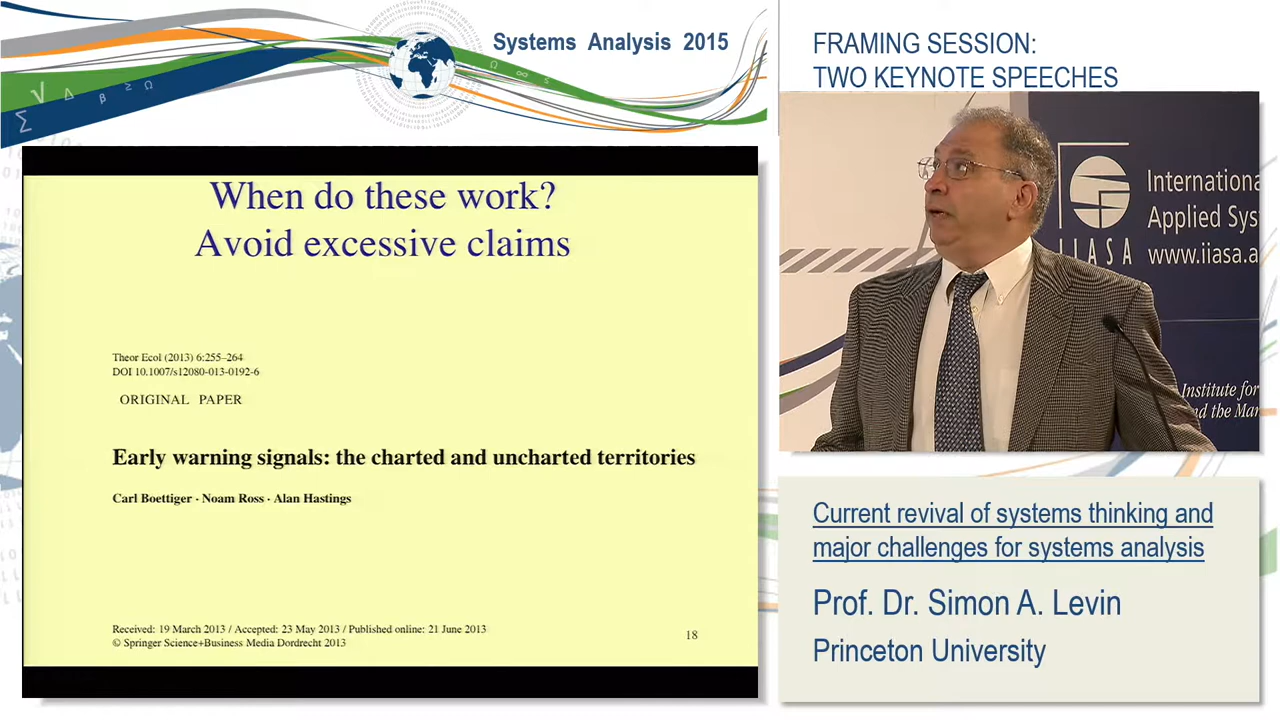 Systems Analysis 2015
FRAMING SESSION:
TWO KEYNOTE SPEECHES
When do these work?
Avoid excessive claims
Theor Ecol (2013) 6:255–264
DOI 10.1007/s12080-013-0192-6
ORIGINAL PAPER
Early warning signals: the charted and uncharted territories
Carl Boettiger · Noam Ross · Alan Hastings
Received: 19 March 2013 / Accepted: 23 May 2013 / Published online: 21 June 2013
© Springer Science+Business Media Dordrecht 2013
18
Internationa
Applied Sys
www.iiasa.a
IIASA
Institute for
nd the Mar
Current revival of systems thinking and
major challenges for systems analysis
Prof. Dr. Simon A. Levin
Princeton University